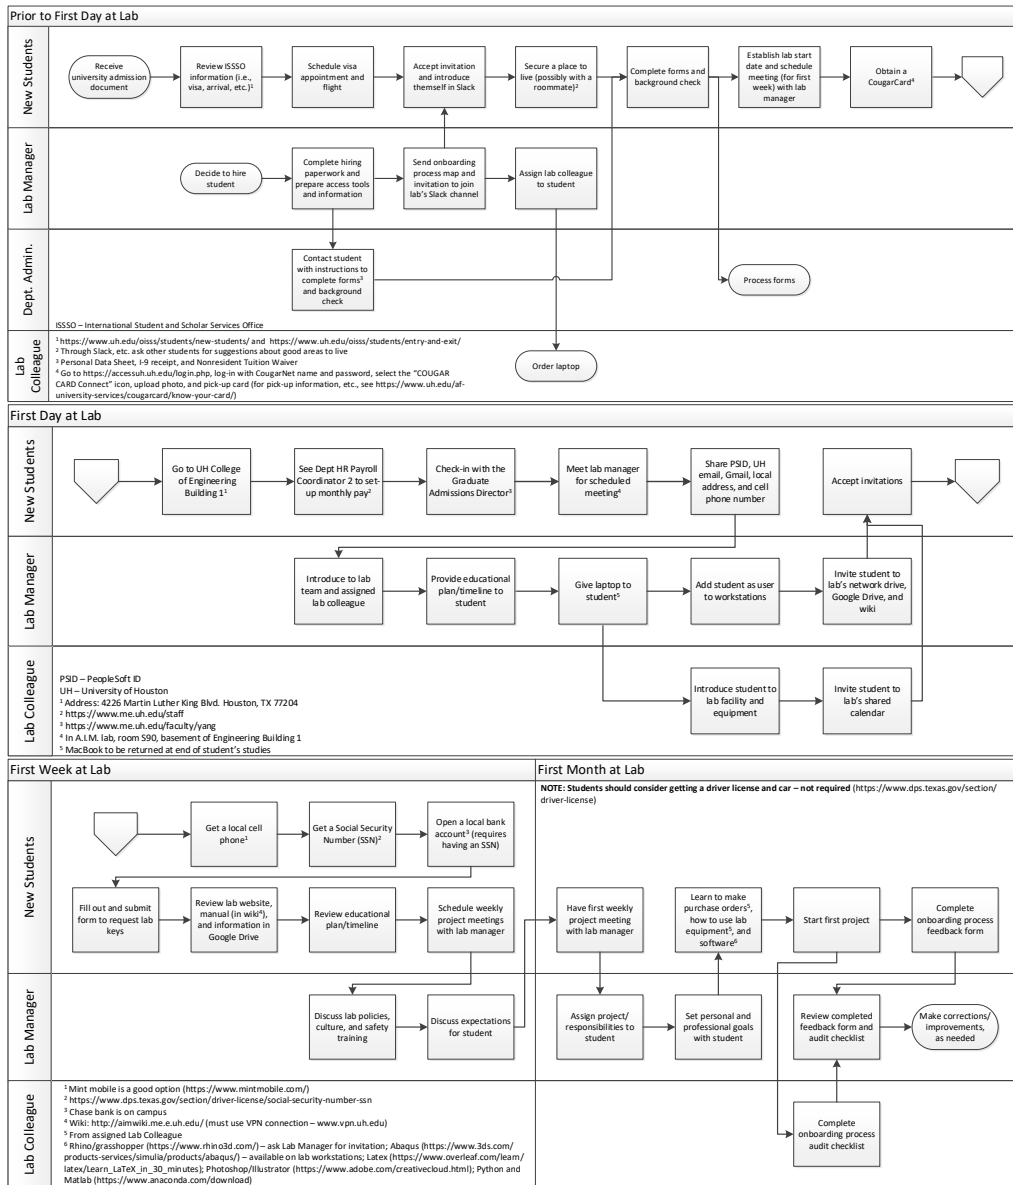 Prior to First Day at Lab
New Students
Receive
university admission
document
Review ISSSO
information (i.e.,
visa, arrival, etc.)¹
Schedule visa
appointment and
flight
Accept invitation
and introduce
themself in Slack
Secure a place to
live (possibly with a
roommate)²
Complete forms and
background check
Establish lab start
date and schedule
meeting (for first
week) with lab
manager
Obtain a
CougarCard⁴
Lab Manager
Decide to hire
student
Complete hiring
paperwork and
prepare access tools
and information
Send onboarding
process map and
invitation to join
lab's Slack channel
Assign lab colleague
to student
Dept. Admin.
Contact student
with instructions to
complete forms³
and background
check
Process forms
ISSSO – International Student and Scholar Services Office
Lab
Colleague
¹ https://www.uh.edu/oisss/students/new-students/ and https://www.uh.edu/oisss/students/entry-and-exit/
² Through Slack, etc. ask other students for suggestions about good areas to live
³ Personal Data Sheet, I-9 receipt, and Nonresident Tuition Waiver
⁴ Go to https://accessuh.uh.edu/login.php, log-in with CougarNet name and password, select the "COUGAR
CARD Connect" icon, upload photo, and pick-up card (for pick-up information, etc., see https://www.uh.edu/af-
university-services/cougarcard/know-your-card/)
Order laptop
First Day at Lab
New Students
Go to UH College
of Engineering
Building 1¹
See Dept HR Payroll
Coordinator 2 to set-
up monthly pay²
Check-in with the
Graduate
Admissions Director³
Meet lab manager
for scheduled
meeting⁴
Share PSID, UH
email, Gmail, local
address, and cell
phone number
Accept invitations
Lab Manager
Introduce to lab
team and assigned
lab colleague
Provide educational
plan/timeline to
student
Give laptop to
student⁵
Add student as user
to workstations
Invite student to
lab's network drive,
Google Drive, and
wiki
Lab Colleague
PSID – PeopleSoft ID
UH – University of Houston
¹ Address: 4226 Martin Luther King Blvd. Houston, TX 77204
² https://www.me.uh.edu/staff
³ https://www.me.uh.edu/faculty/yang
⁴ In A.I.M. lab, room S90, basement of Engineering Building 1
⁵ MacBook to be returned at end of student's studies
Introduce student to
lab facility and
equipment
Invite student to
lab's shared
calendar
First Week at Lab
New Students
Get a local cell
phone¹
Get a Social Security
Number (SSN)²
Open a local bank
account³ (requires
having an SSN)
Fill out and submit
form to request lab
keys
Review lab website,
manual (in wiki⁴),
and information in
Google Drive
Review educational
plan/timeline
Schedule weekly
project meetings
with lab manager
Lab Manager
Discuss lab policies,
culture, and safety
training
Discuss expectations
for student
Lab Colleague
¹ Mint mobile is a good option (https://www.mintmobile.com/)
² https://www.dps.texas.gov/section/driver-license/social-security-number-ssn
³ Chase bank is on campus
⁴ Wiki: http://aimwiki.me.e.uh.edu/ (must use VPN connection – www.vpn.uh.edu)
⁵ From assigned Lab Colleague
⁶ Rhino/grasshopper (https://www.rhino3d.com/) – ask Lab Manager for invitation; Abaqus (https://www.3ds.com/
products-services/simulia/products/abaqus/) – available on lab workstations; Latex (https://www.overleaf.com/learn/
latex/Learn_LaTeX_in_30_minutes); Photoshop/Illustrator (https://www.adobe.com/creativecloud.html); Python and
Matlab (https://www.anaconda.com/download)
First Month at Lab
NOTE: Students should consider getting a driver license and car – not required (https://www.dps.texas.gov/section/
driver-license)
Have first weekly
project meeting
with lab manager
Learn to make
purchase orders⁵,
how to use lab
equipment⁵, and
software⁶
Start first project
Complete
onboarding process
feedback form
Assign project/
responsibilities to
student
Set personal and
professional goals
with student
Review completed
feedback form and
audit checklist
Make corrections/
improvements,
as needed
Complete
onboarding process
audit checklist